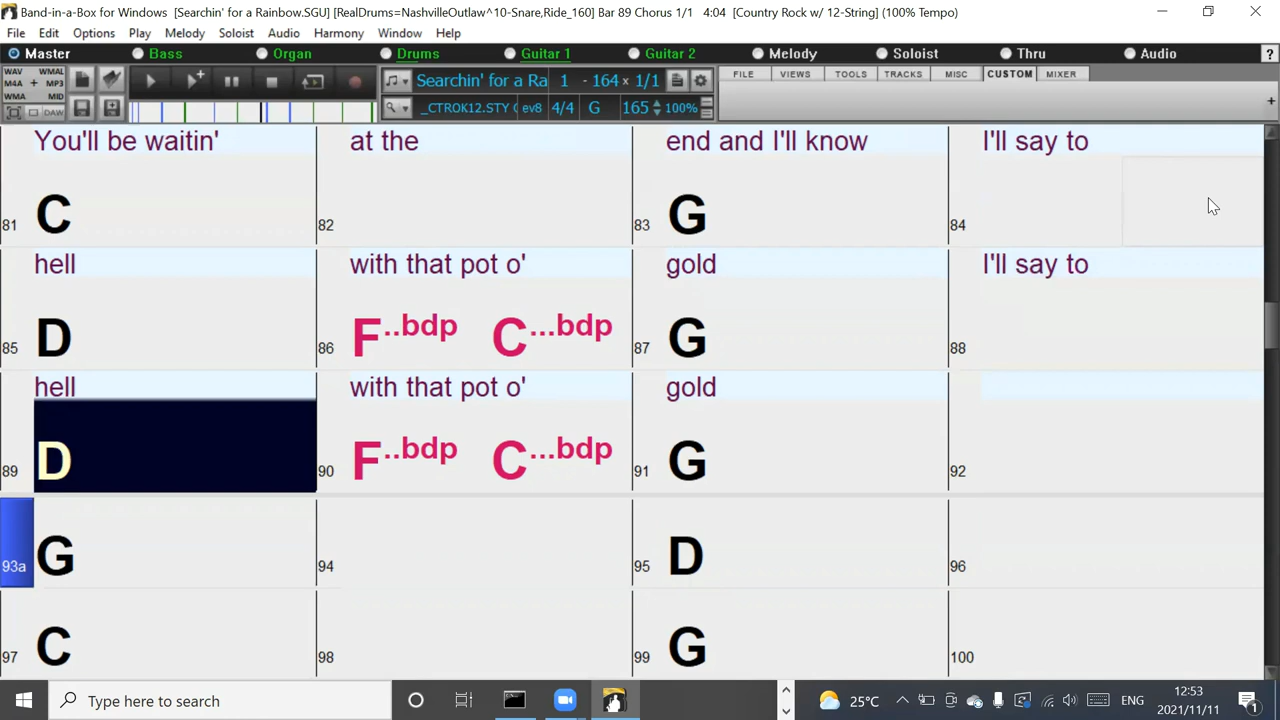 Band-in-a-Box for Windows [Searchin' for a Rainbow.SGU] [RealDrums=NashvilleOutlaw^10-Snare,Ride_160] Bar 89 Chorus 1/1 4:04 [Country Rock w/ 12-String] (100% Tempo)
File Edit Options Play Melody Soloist Audio Harmony Window Help
Master Bass Organ Drums Guitar 1 Guitar 2 Melody Soloist Thru Audio ?
WAV WMAL
M4A + MP3
WMA MID
DAW
Searchin' for a Ra 1 - 164 x 1/1
_CTROK12.STY ev8 4/4 G 165 100%
FILE VIEWS TOOLS TRACKS MISC CUSTOM MIXER
+
You'll be waitin' at the end and I'll know I'll say to
81 C 82 83 G 84
hell with that pot o' gold I'll say to
85 D 86 F..bdp C...bdp 87 G 88
hell with that pot o' gold
89 D 90 F..bdp C...bdp 91 G 92
93a G 94 95 D 96
97 C 98 99 G 100
Type here to search
25°C
ENG
12:53
2021/11/11
1